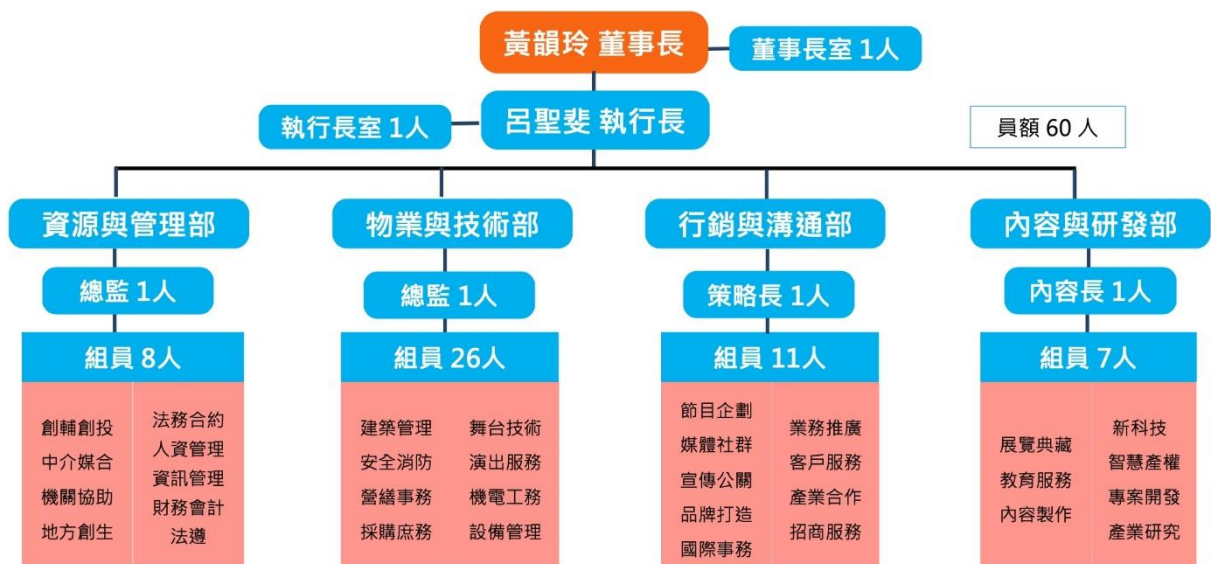 黃韻玲 董事長
董事長室 1人
執行長室 1人
呂聖斐 執行長
員額 60 人
資源與管理部
物業與技術部
行銷與溝通部
內容與研發部
總監 1人
總監 1人
策略長 1人
內容長 1人
組員 8人
組員 26人
組員 11人
組員 7人
創輔創投
中介媒合
機關協助
地方創生
法務合約
人資管理
資訊管理
財務會計
法遵
建築管理
安全消防
營繕事務
採購庶務
舞台技術
演出服務
機電工務
設備管理
節目企劃
媒體社群
宣傳公關
品牌打造
國際事務
業務推廣
客戶服務
產業合作
招商服務
展覽典藏
教育服務
內容製作
新科技
智慧產權
專案開發
產業研究